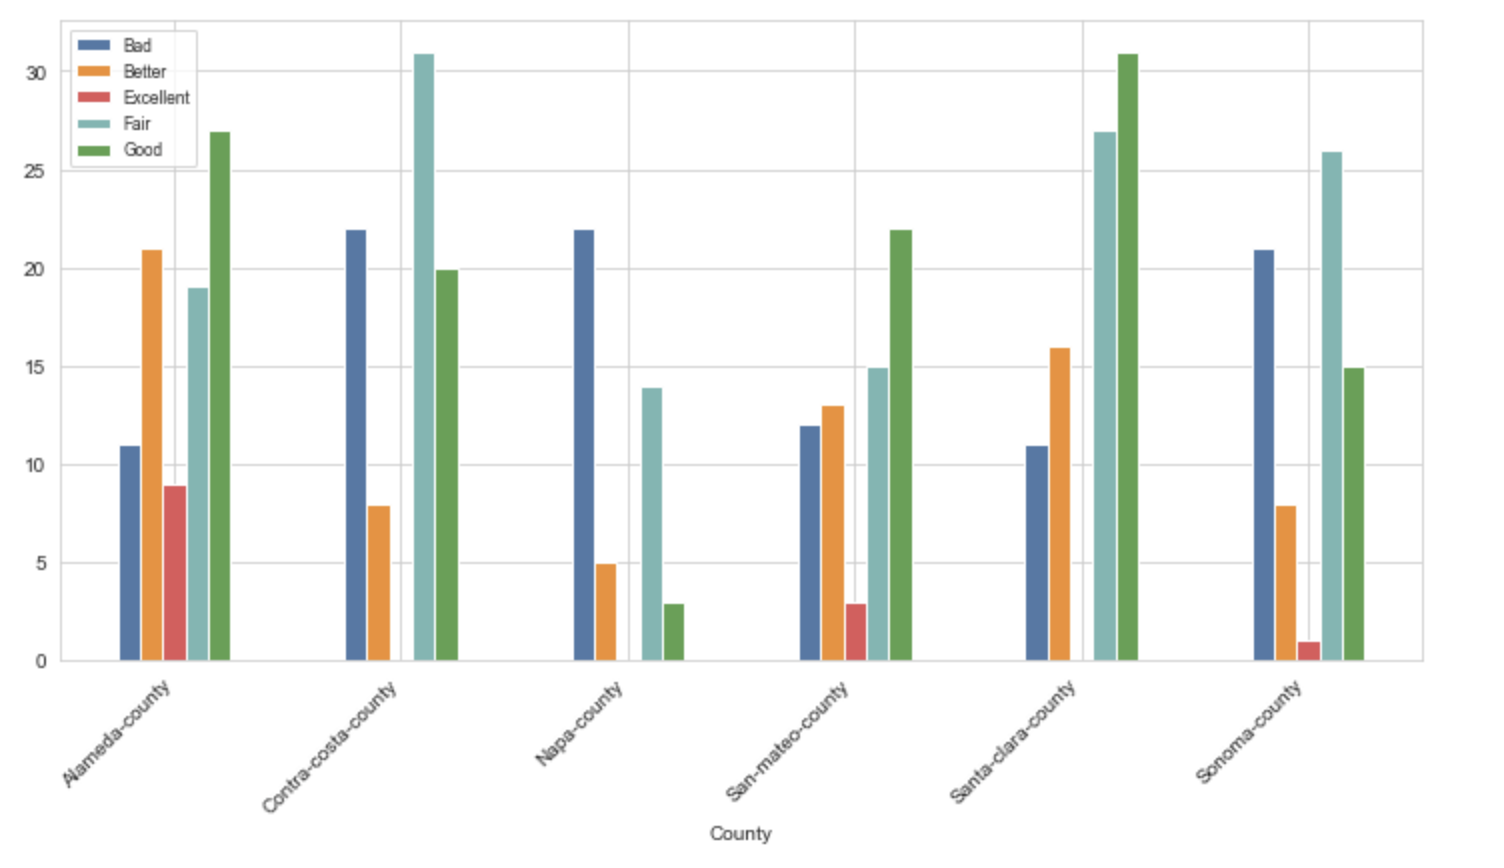 Bad
Better
Excellent
Fair
Good
30
25
20
15
10
5
0
Alameda-county
Contra-costa-county
Napa-county
San-mateo-county
Santa-clara-county
Sonoma-county
County